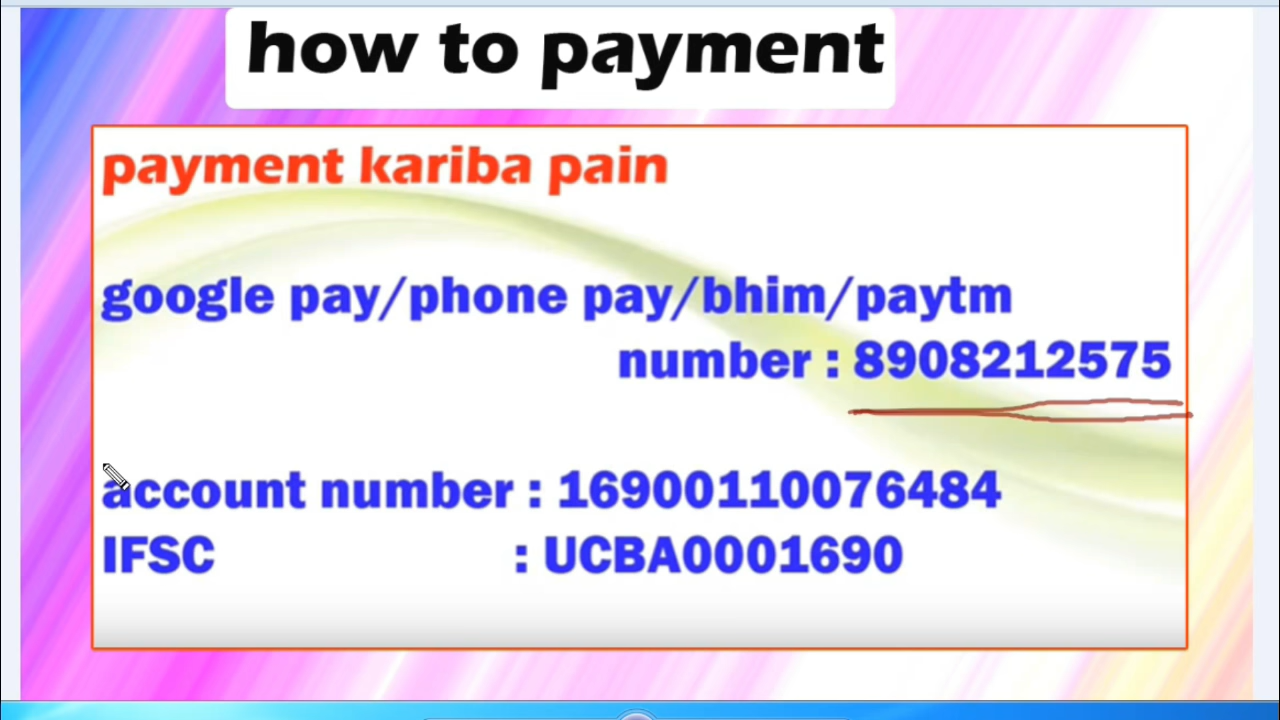 how to payment
payment kariba pain
google pay/phone pay/bhim/paytm
number : 8908212575
account number : 16900110076484
IFSC : UCBA0001690